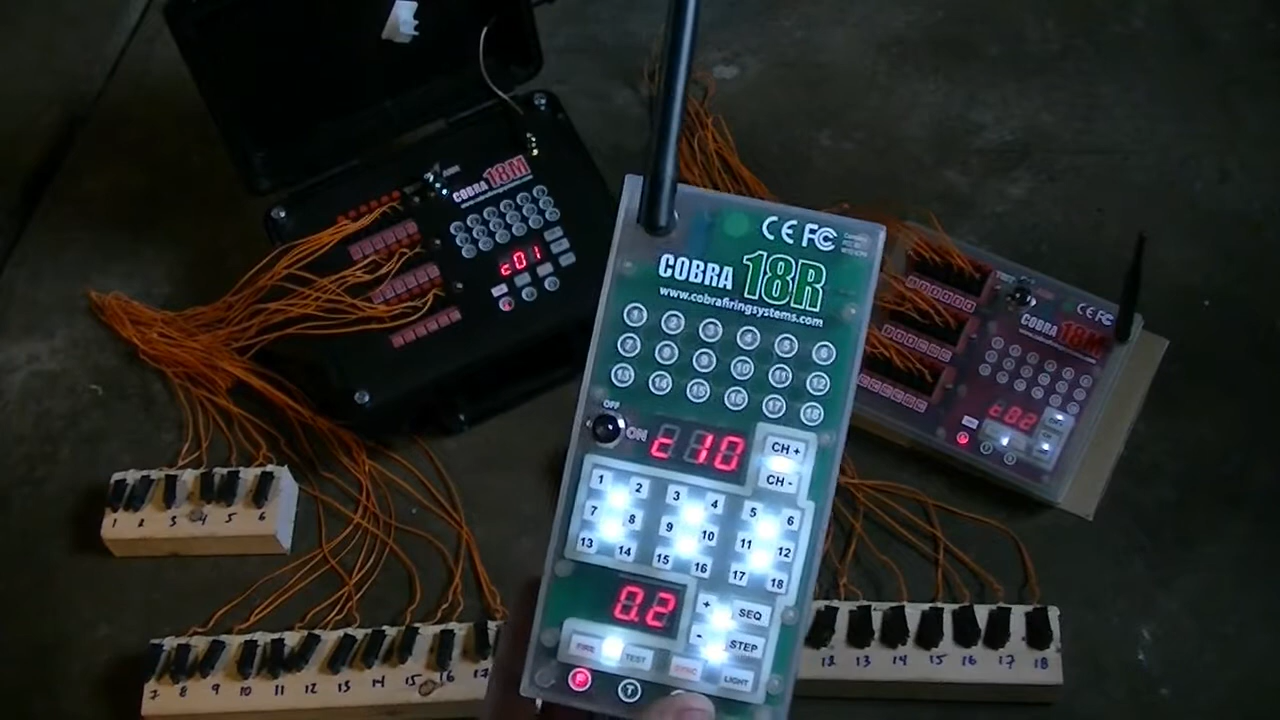 COBRA 18M
c01
CE FC
COBRA 18R
www.cobrafiringsystems.com
1 2 3 4 5 6
7 8 9 10 11 12
13 14 15 16 17 18
OFF
ON
c10
CH +
CH -
1 2 3 4 5 6
7 8 9 10 11 12
13 14 15 16 17 18
0.2
+ SEQ
- STEP
FIRE TEST SYNC LIGHT
F T
CE FC
COBRA 18M
c02
1 2 3 4 5 6
7 8 9 10 11 12 13 14 15 16 17
12 13 14 15 16 17 18